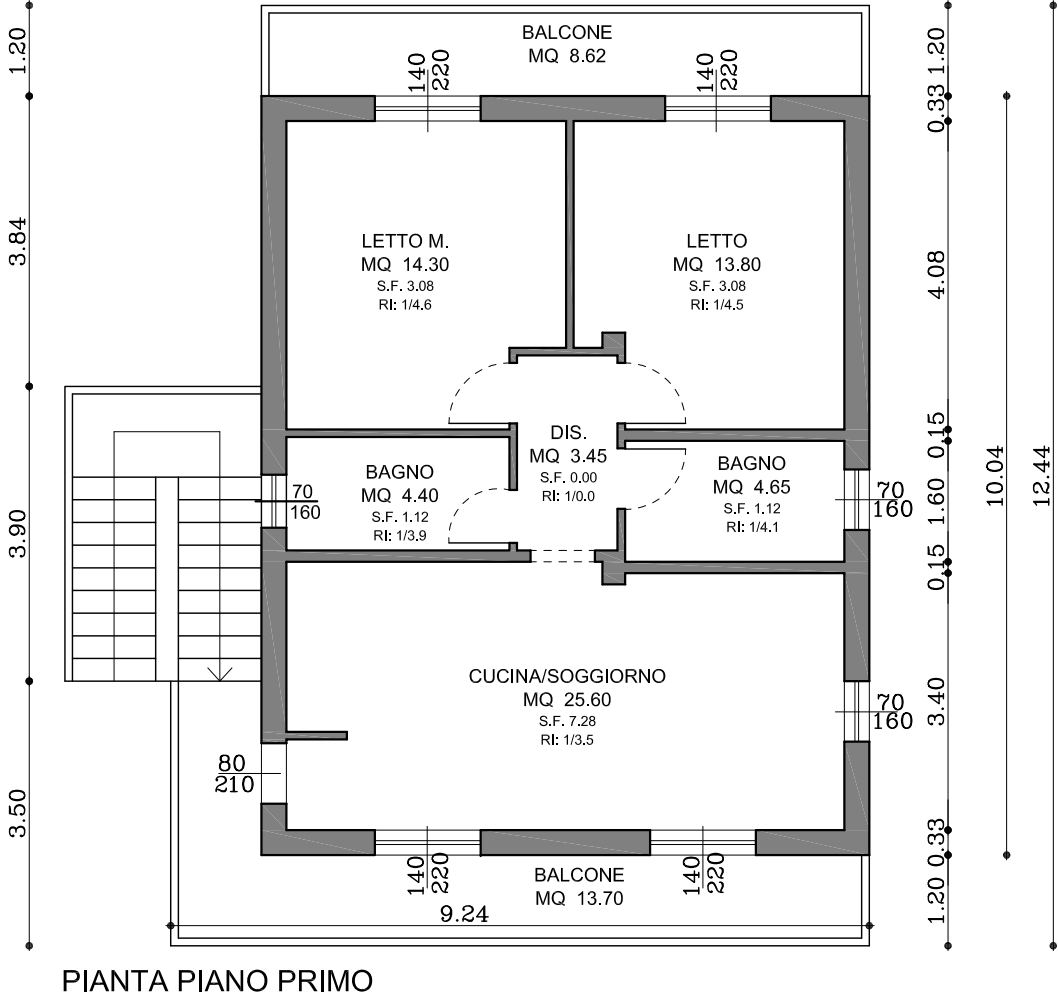 BALCONE
MQ 8.62
140
220
140
220
1.20
3.84
3.90
3.50
1.20
0.33
4.08
0.15
1.60
0.15
3.40
0.33
1.20
10.04
12.44
LETTO M.
MQ 14.30
S.F. 3.08
RI: 1/4.6
LETTO
MQ 13.80
S.F. 3.08
RI: 1/4.5
DIS.
MQ 3.45
S.F. 0.00
RI: 1/0.0
BAGNO
MQ 4.40
S.F. 1.12
RI: 1/3.9
70
160
BAGNO
MQ 4.65
S.F. 1.12
RI: 1/4.1
70
160
CUCINA/SOGGIORNO
MQ 25.60
S.F. 7.28
RI: 1/3.5
70
160
80
210
140
220
BALCONE
MQ 13.70
140
220
9.24
PIANTA PIANO PRIMO